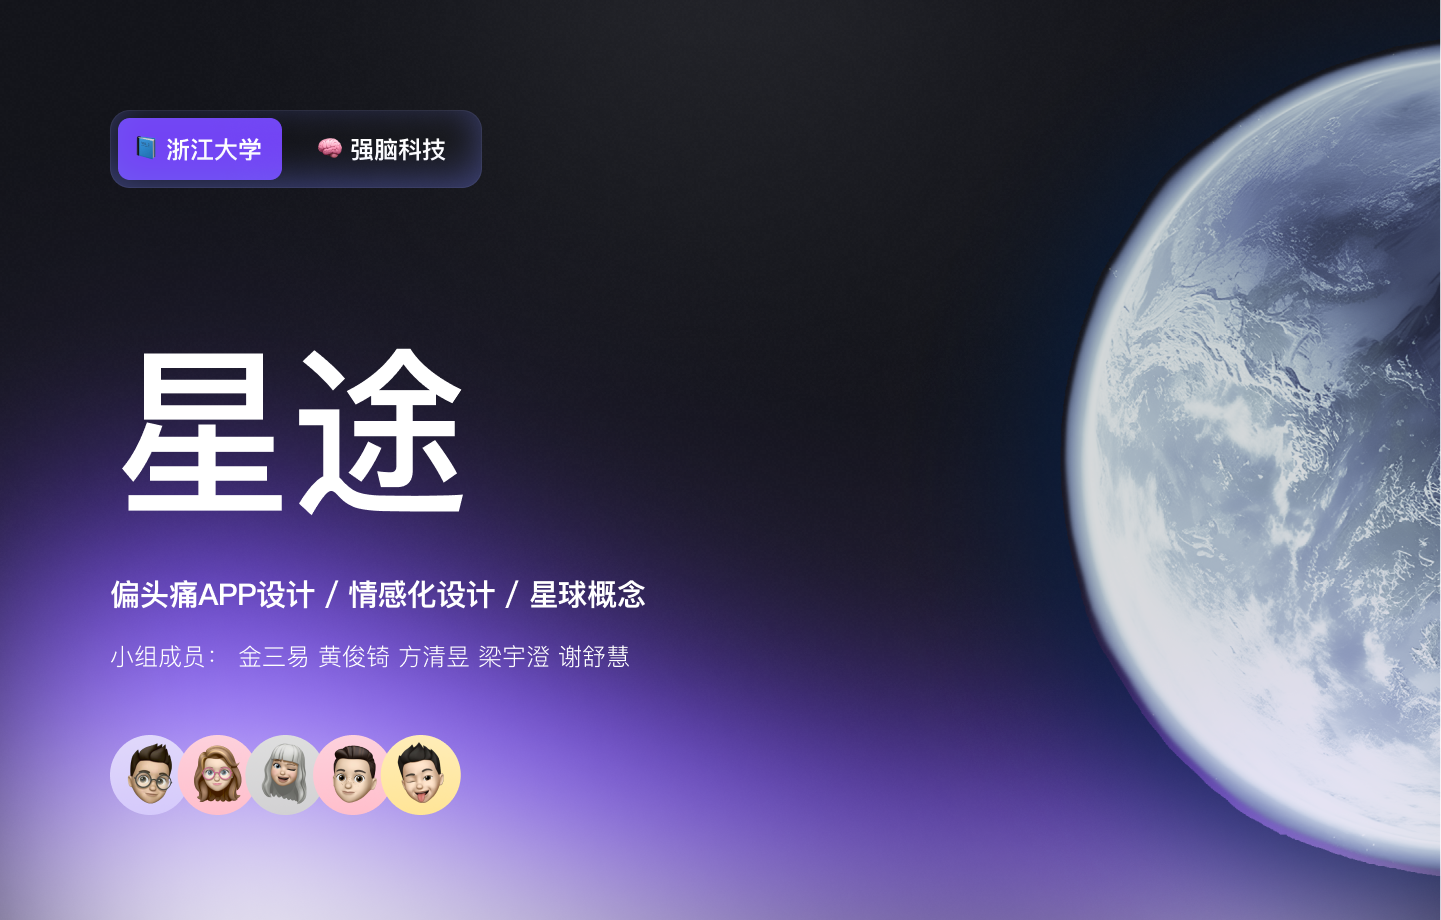 浙江大学 强脑科技
星途
偏头痛APP设计 / 情感化设计 / 星球概念
小组成员： 金三易 黄俊锜 方清昱 梁宇澄 谢舒慧